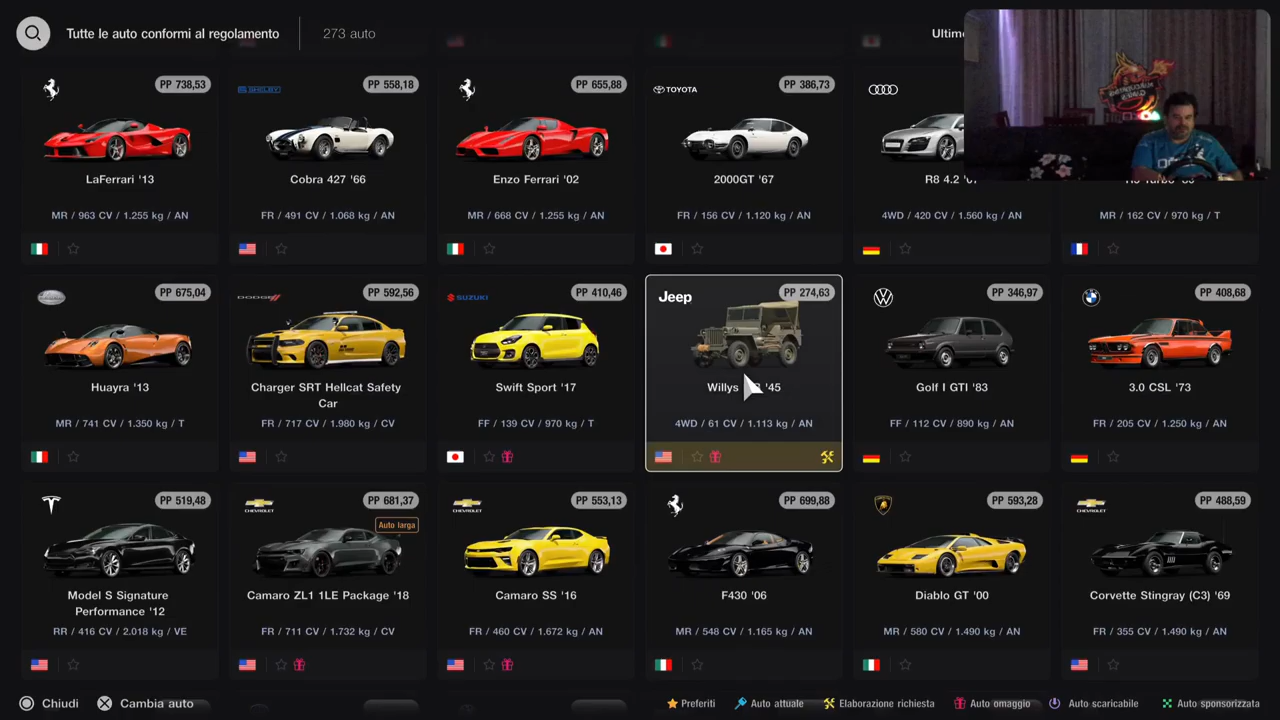 Tutte le auto conformi al regolamento 273 auto
PP 738,53
LaFerrari '13
MR / 963 CV / 1.255 kg / AN
SHELBY
PP 558,18
Cobra 427 '66
FR / 491 CV / 1.068 kg / AN
PP 655,88
Enzo Ferrari '02
MR / 668 CV / 1.255 kg / AN
TOYOTA
PP 386,73
2000GT '67
FR / 156 CV / 1.120 kg / AN
R8 4.2
4WD / 420 CV / 1.560 kg / AN
MR / 162 CV / 970 kg / T
PP 675,04
Huayra '13
MR / 741 CV / 1.350 kg / T
DODGE
PP 592,56
Charger SRT Hellcat Safety
Car
FR / 717 CV / 1.980 kg / CV
SUZUKI
PP 410,46
Swift Sport '17
FF / 139 CV / 970 kg / T
Jeep
PP 274,63
Willys '45
4WD / 61 CV / 1.113 kg / AN
PP 346,97
Golf I GTI '83
FF / 112 CV / 890 kg / AN
PP 408,68
3.0 CSL '73
FR / 205 CV / 1.250 kg / AN
PP 519,48
Model S Signature
Performance '12
RR / 416 CV / 2.018 kg / VE
CHEVROLET
PP 681,37
Auto larga
Camaro ZL1 1LE Package '18
FR / 711 CV / 1.732 kg / CV
CHEVROLET
PP 553,13
Camaro SS '16
FR / 460 CV / 1.672 kg / AN
PP 699,88
F430 '06
MR / 548 CV / 1.165 kg / AN
PP 593,28
Diablo GT '00
MR / 580 CV / 1.490 kg / AN
CHEVROLET
PP 488,59
Corvette Stingray (C3) '69
FR / 355 CV / 1.490 kg / AN
Chiudi Cambia auto Preferiti Auto attuale Elaborazione richiesta Auto omaggio Auto scaricabile Auto sponsorizzata